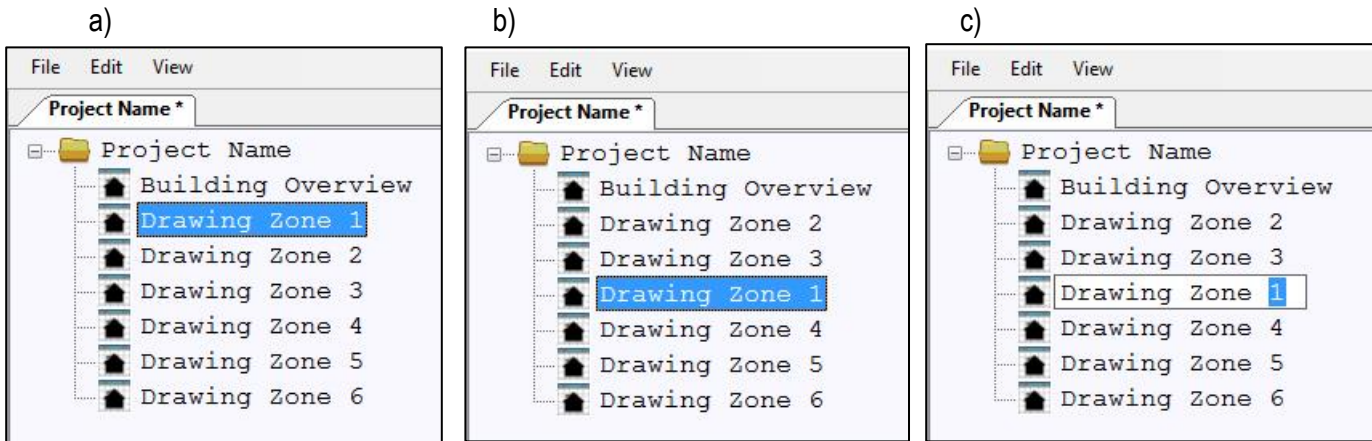 a)
File Edit View
Project Name *
Project Name
Building Overview
Drawing Zone 1
Drawing Zone 2
Drawing Zone 3
Drawing Zone 4
Drawing Zone 5
Drawing Zone 6
b)
File Edit View
Project Name *
Project Name
Building Overview
Drawing Zone 2
Drawing Zone 3
Drawing Zone 1
Drawing Zone 4
Drawing Zone 5
Drawing Zone 6
c)
File Edit View
Project Name *
Project Name
Building Overview
Drawing Zone 2
Drawing Zone 3
Drawing Zone 1
Drawing Zone 4
Drawing Zone 5
Drawing Zone 6